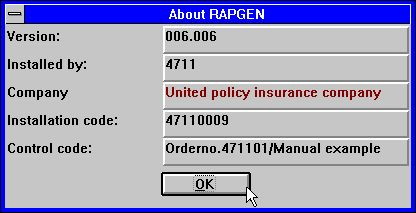 About RAPGEN
Version: 006.006
Installed by: 4711
Company United policy insurance company
Installation code: 47110009
Control code: Orderno.471101/Manual example
OK